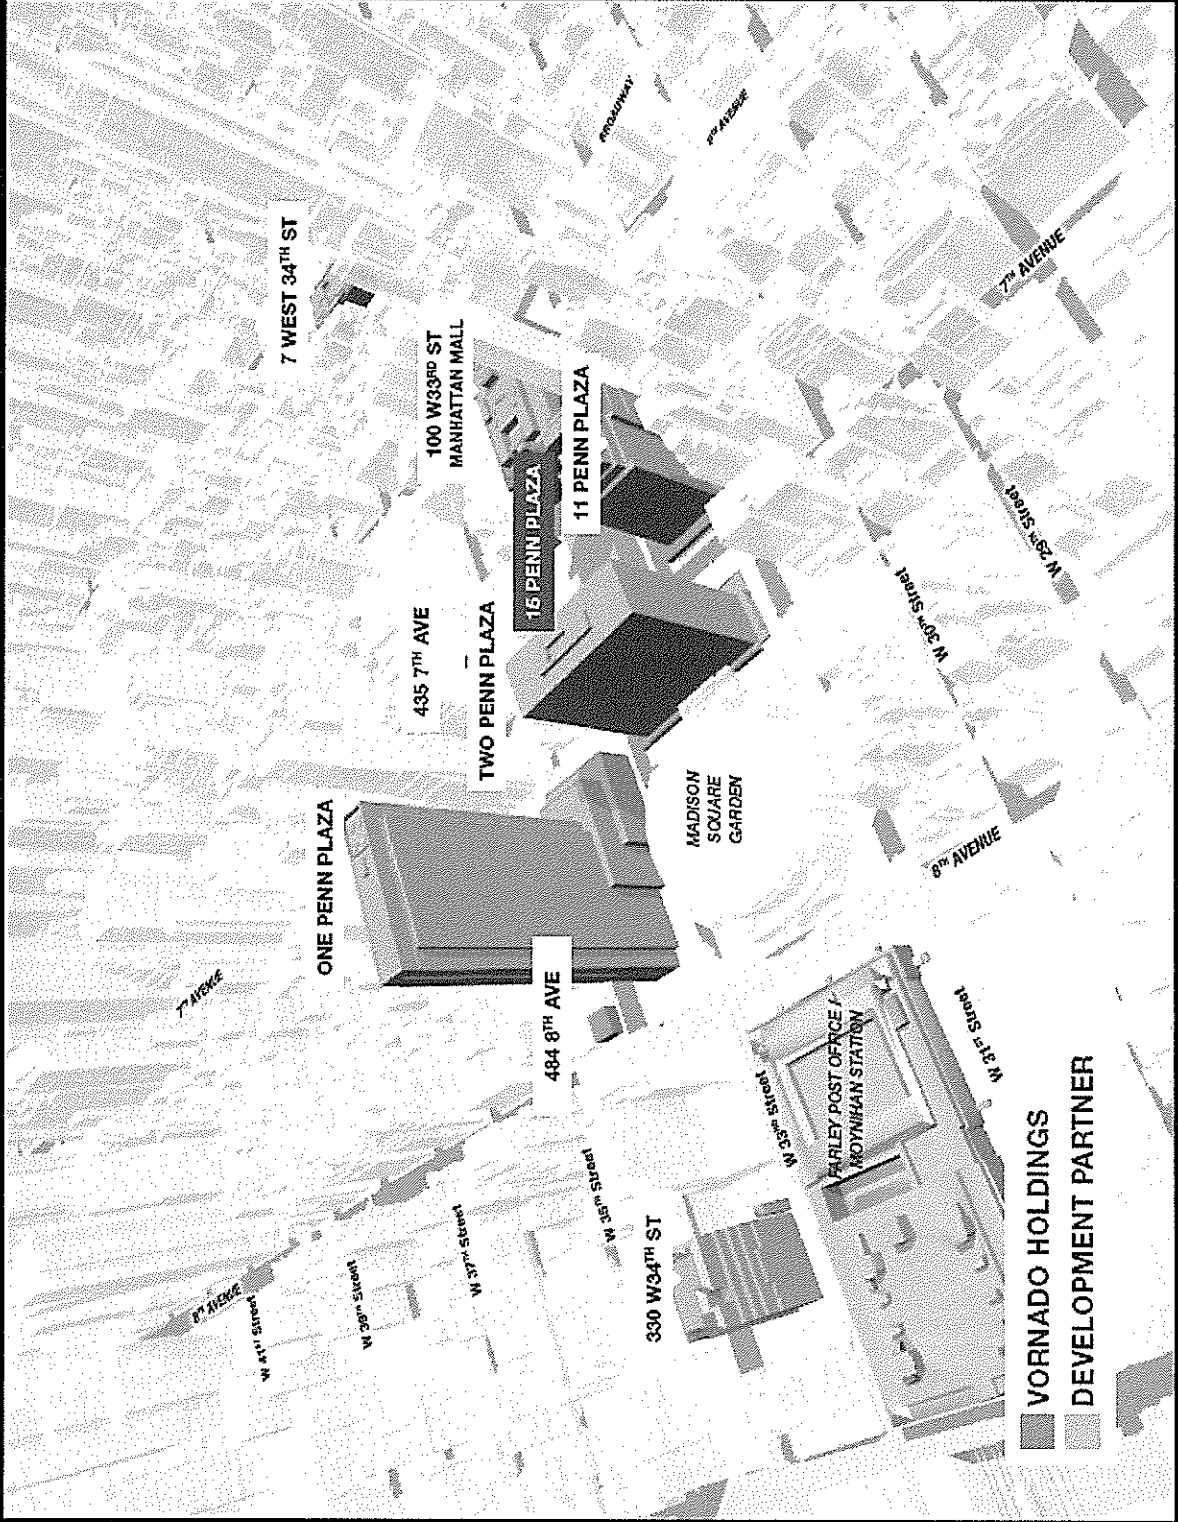 7 WEST 34TH ST
BROADWAY
100 W33RD ST
MANHATTAN MALL
15 PENN PLAZA
11 PENN PLAZA
7TH AVENUE
435 7TH AVE
TWO PENN PLAZA
W 29TH Street
W 30TH Street
ONE PENN PLAZA
MADISON
SQUARE
GARDEN
8TH AVENUE
7TH AVENUE
484 8TH AVE
W 33RD Street
FARLEY POST OFFICE /
MOYNIHAN STATION
W 31ST Street
8TH AVENUE
W 41ST Street
W 39TH Street
W 37TH Street
W 35TH Street
330 W34TH ST
VORNADO HOLDINGS
DEVELOPMENT PARTNER